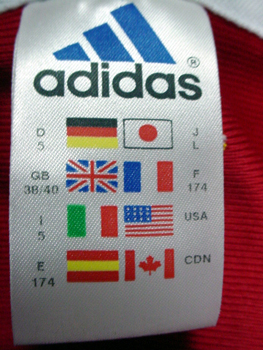 adidas®
D J
5 L
GB F
38/40 174
I USA
5
E CDN
174